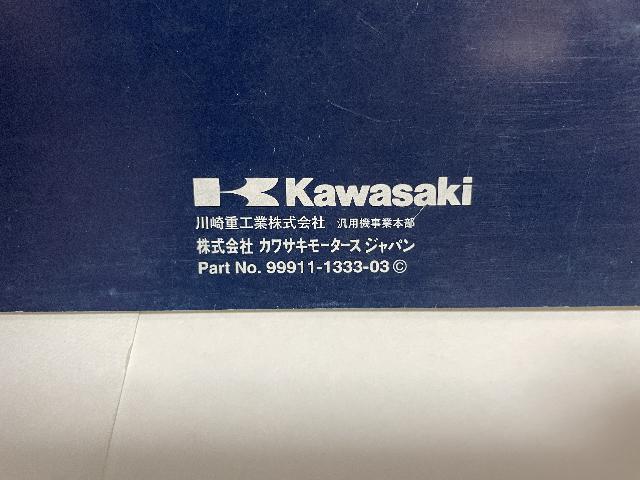 Kawasaki
川崎重工業株式会社 汎用機事業本部
株式会社 カワサキモータース ジャパン
Part No. 99911-1333-03 ©